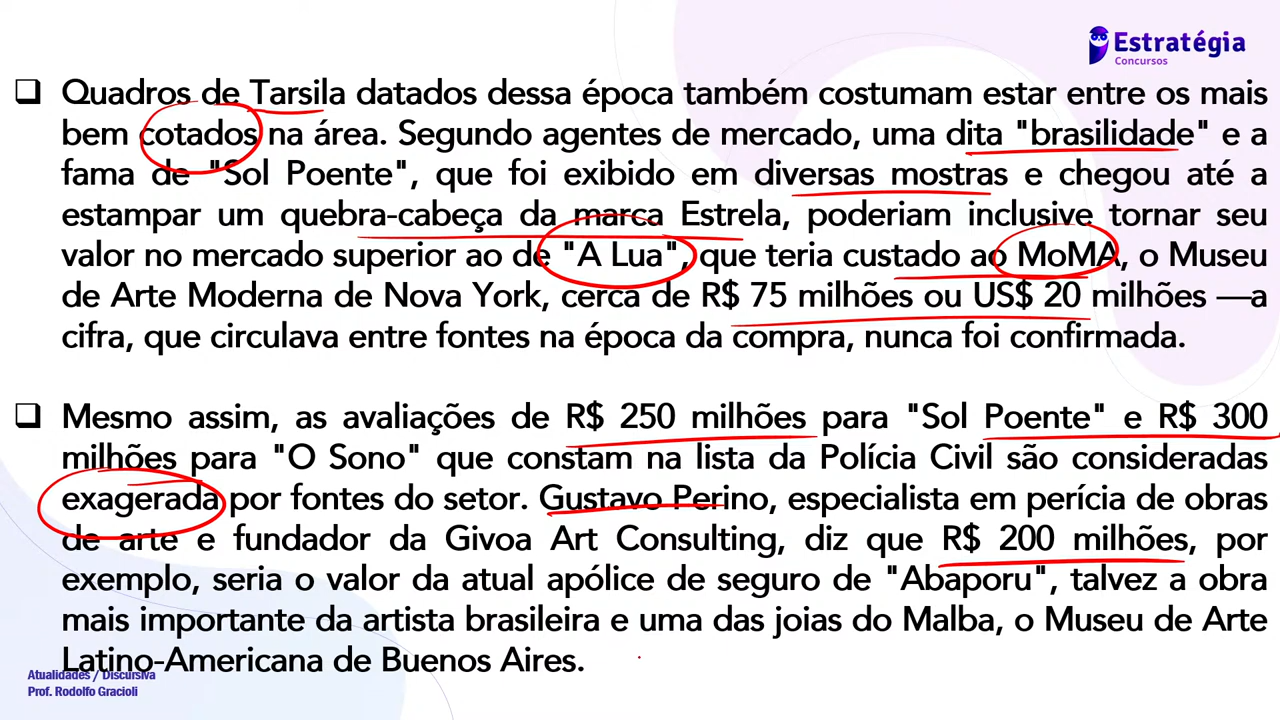 Estratégia
Concursos
❑ Quadros de Tarsila datados dessa época também costumam estar entre os mais
bem cotados na área. Segundo agentes de mercado, uma dita "brasilidade" e a
fama de "Sol Poente", que foi exibido em diversas mostras e chegou até a
estampar um quebra-cabeça da marca Estrela, poderiam inclusive tornar seu
valor no mercado superior ao de "A Lua", que teria custado ao MoMA, o Museu
de Arte Moderna de Nova York, cerca de R$ 75 milhões ou US$ 20 milhões —a
cifra, que circulava entre fontes na época da compra, nunca foi confirmada.
❑ Mesmo assim, as avaliações de R$ 250 milhões para "Sol Poente" e R$ 300
milhões para "O Sono" que constam na lista da Polícia Civil são consideradas
exagerada por fontes do setor. Gustavo Perino, especialista em perícia de obras
de arte e fundador da Givoa Art Consulting, diz que R$ 200 milhões, por
exemplo, seria o valor da atual apólice de seguro de "Abaporu", talvez a obra
mais importante da artista brasileira e uma das joias do Malba, o Museu de Arte
Latino-Americana de Buenos Aires.
Atualidades / Discursiva
Prof. Rodolfo Gracioli